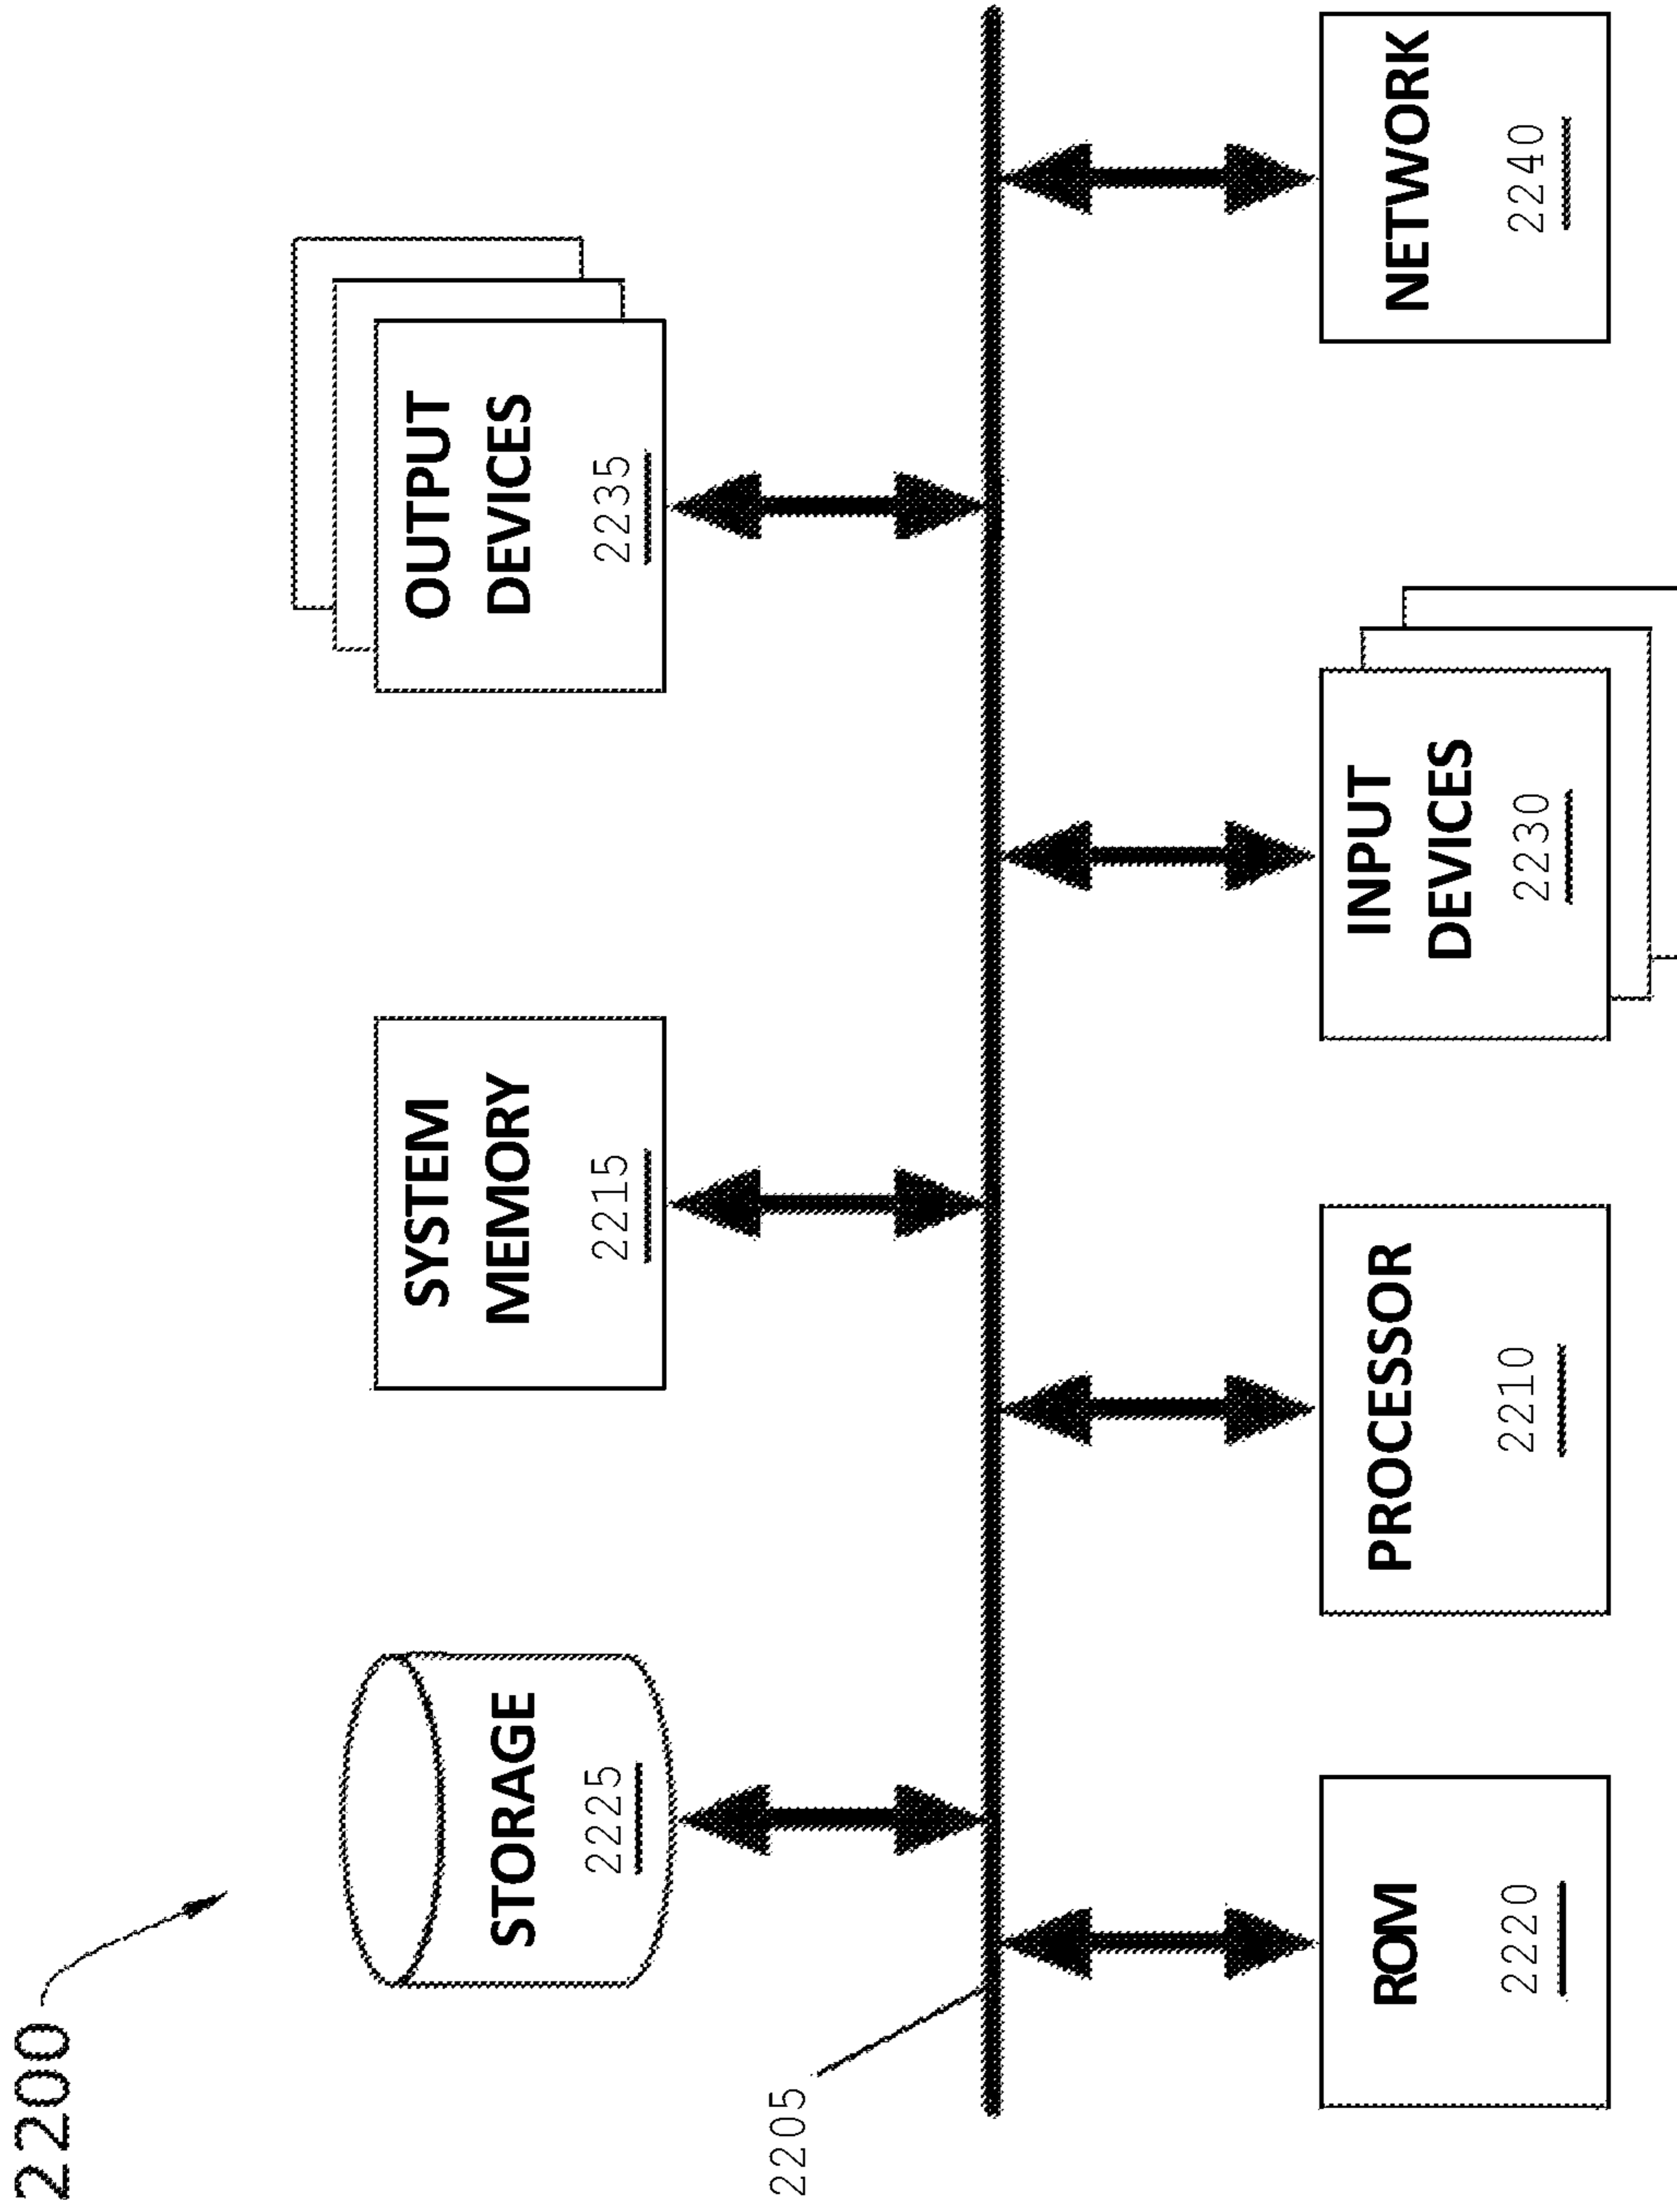 2200
STORAGE
2225
SYSTEM
MEMORY
2215
OUTPUT
DEVICES
2235
2205
ROM
2220
PROCESSOR
2210
INPUT
DEVICES
2230
NETWORK
2240